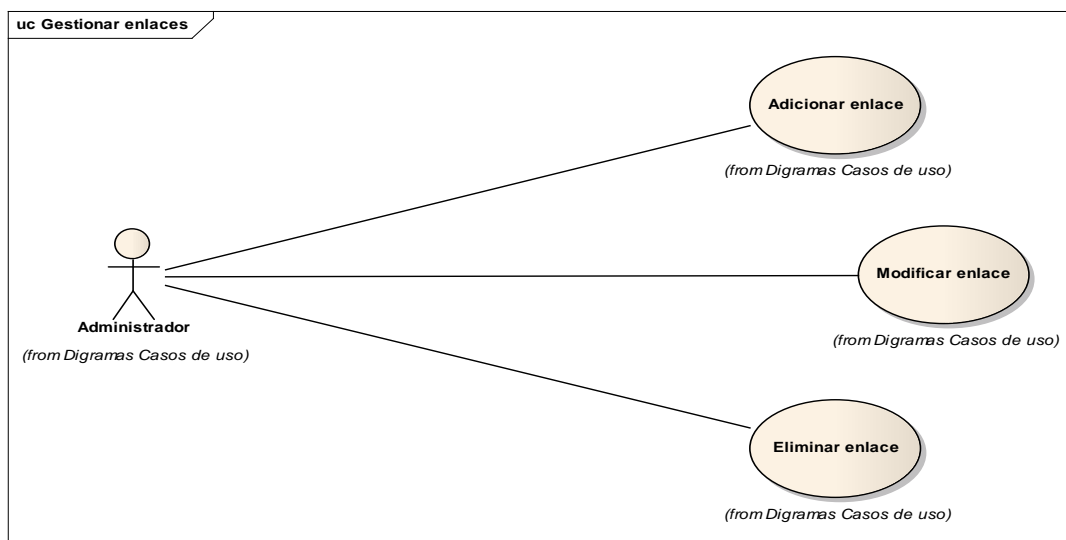 uc Gestionar enlaces
Adicionar enlace
(from Digramas Casos de uso)
Modificar enlace
(from Digramas Casos de uso)
Administrador
(from Digramas Casos de uso)
Eliminar enlace
(from Digramas Casos de uso)